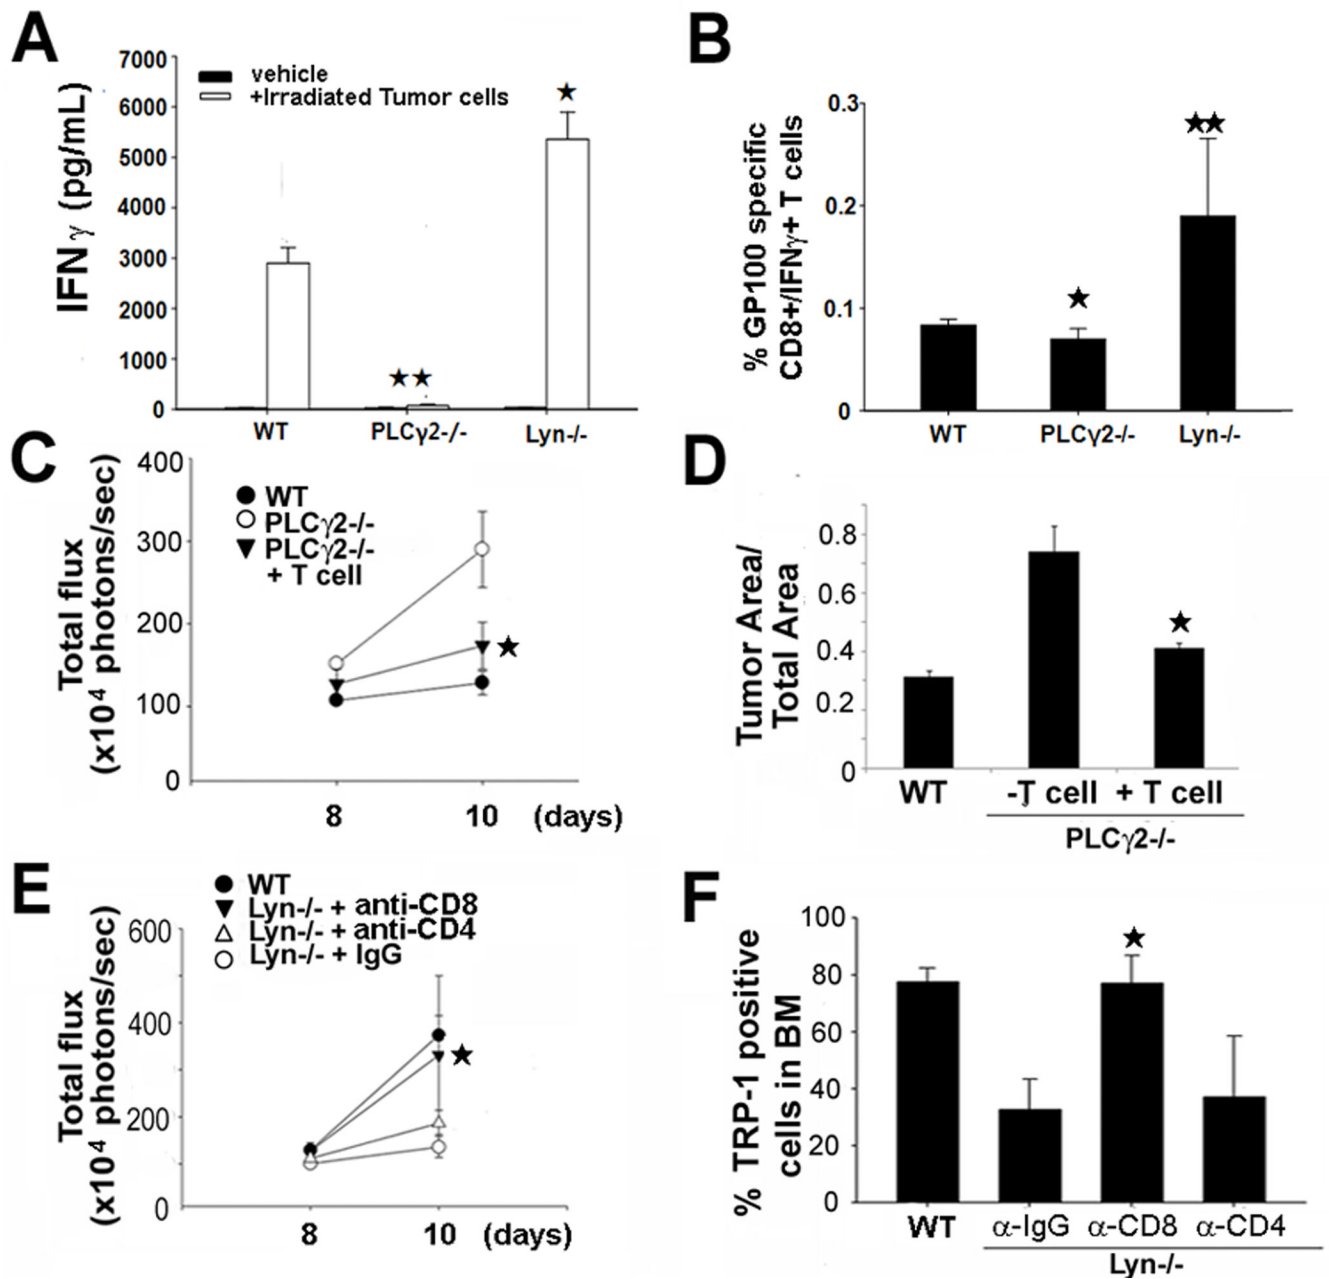 A
IFNγ (pg/mL)
7000
6000
5000
4000
3000
2000
1000
0
vehicle
+Irradiated Tumor cells
★
★★
WT
PLCγ2-/-
Lyn-/-
B
% GP100 specific
CD8+/IFNγ+ T cells
0.3
0.2
0.1
0
★
★★
WT
PLCγ2-/-
Lyn-/-
C
Total flux
(x10⁴ photons/sec)
400
300
200
100
0
WT
PLCγ2-/-
PLCγ2-/-
+ T cell
★
8
10
(days)
D
Tumor Area/
Total Area
0.8
0.6
0.4
0.2
0
★
WT
-T cell
+ T cell
PLCγ2-/-
E
Total flux
(x10⁴ photons/sec)
600
400
200
0
WT
Lyn-/- + anti-CD8
Lyn-/- + anti-CD4
Lyn-/- + IgG
★
8
10
(days)
F
% TRP-1 positive
cells in BM
100
80
60
40
20
0
★
WT
α-IgG
α-CD8
α-CD4
Lyn-/-